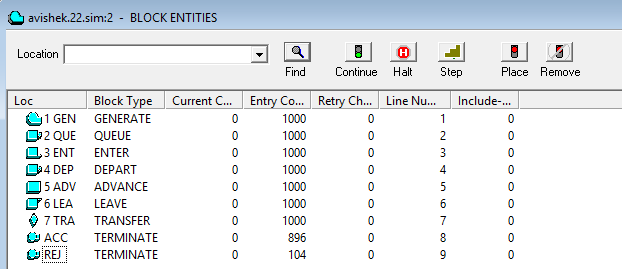 avishek.22.sim:2 - BLOCK ENTITIES
Location
Find Continue Halt Step Place Remove
Loc Block Type Current C... Entry Co... Retry Ch... Line Nu... Include-...
1 GEN GENERATE 0 1000 0 1 0
2 QUE QUEUE 0 1000 0 2 0
3 ENT ENTER 0 1000 0 3 0
4 DEP DEPART 0 1000 0 4 0
5 ADV ADVANCE 0 1000 0 5 0
6 LEA LEAVE 0 1000 0 6 0
7 TRA TRANSFER 0 1000 0 7 0
ACC TERMINATE 0 896 0 8 0
REJ TERMINATE 0 104 0 9 0